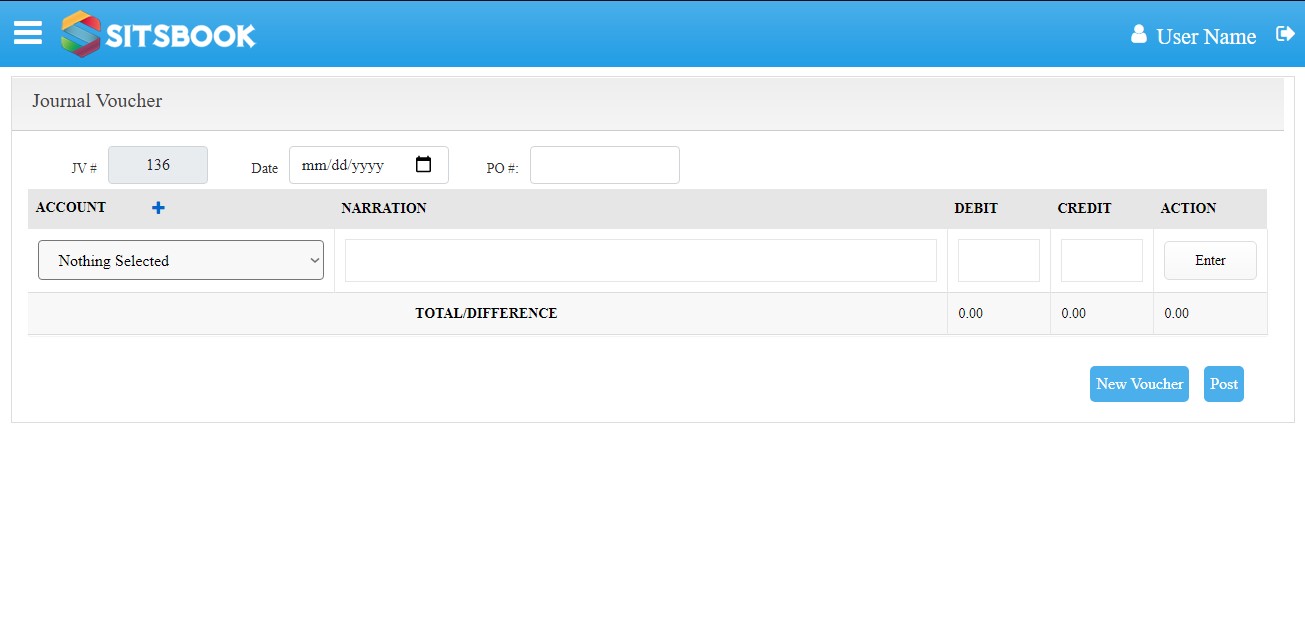 SITSBOOK
User Name
Journal Voucher
JV # 136 Date mm/dd/yyyy PO #:
ACCOUNT + NARRATION DEBIT CREDIT ACTION
Nothing Selected Enter
TOTAL/DIFFERENCE 0.00 0.00 0.00
New Voucher Post